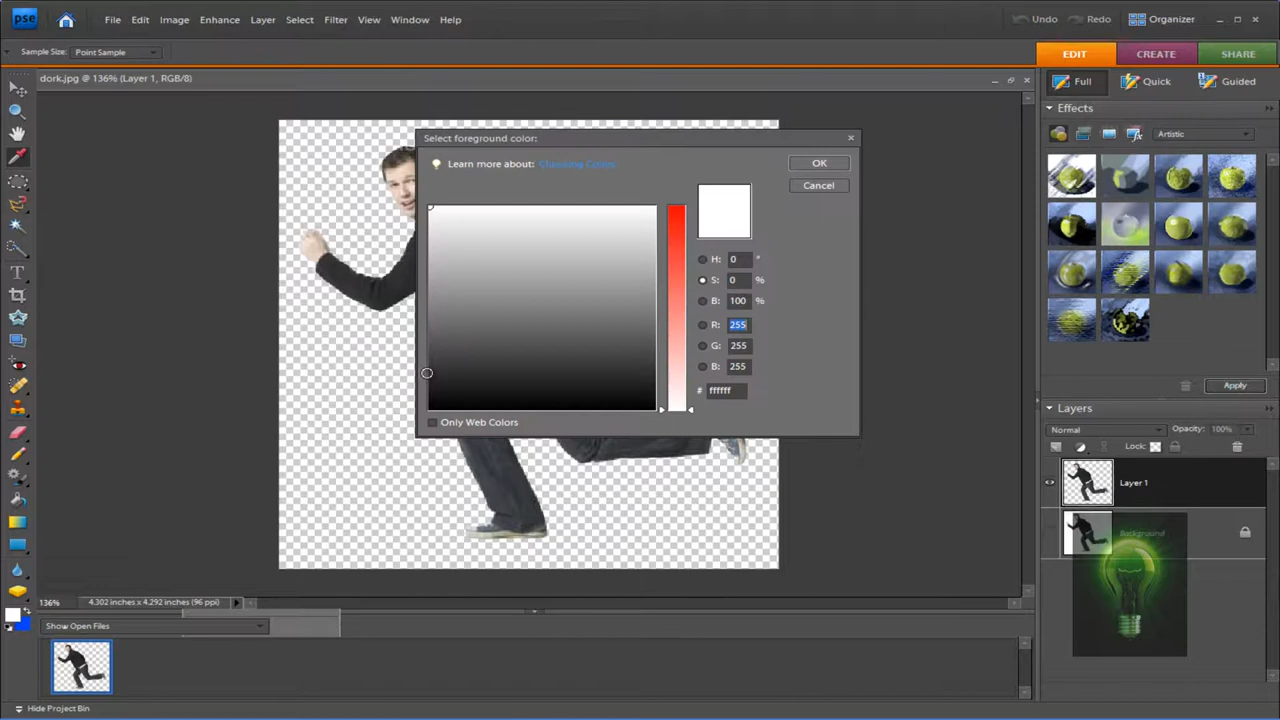 pse File Edit Image Enhance Layer Select Filter View Window Help Undo Redo Organizer
Sample Size: Point Sample EDIT CREATE SHARE
dork.jpg @ 136% (Layer 1, RGB/8) Full Quick Guided
Effects
Artistic
Select foreground color:
Learn more about: Choosing Colors
OK
Cancel
H: 0 °
S: 0 %
B: 100 %
R: 255
G: 255
B: 255
# ffffff
Only Web Colors
Apply
Layers
Normal Opacity: 100%
Lock:
Layer 1
Background
136% 4.302 inches x 4.292 inches (96 ppi)
Show Open Files
Hide Project Bin